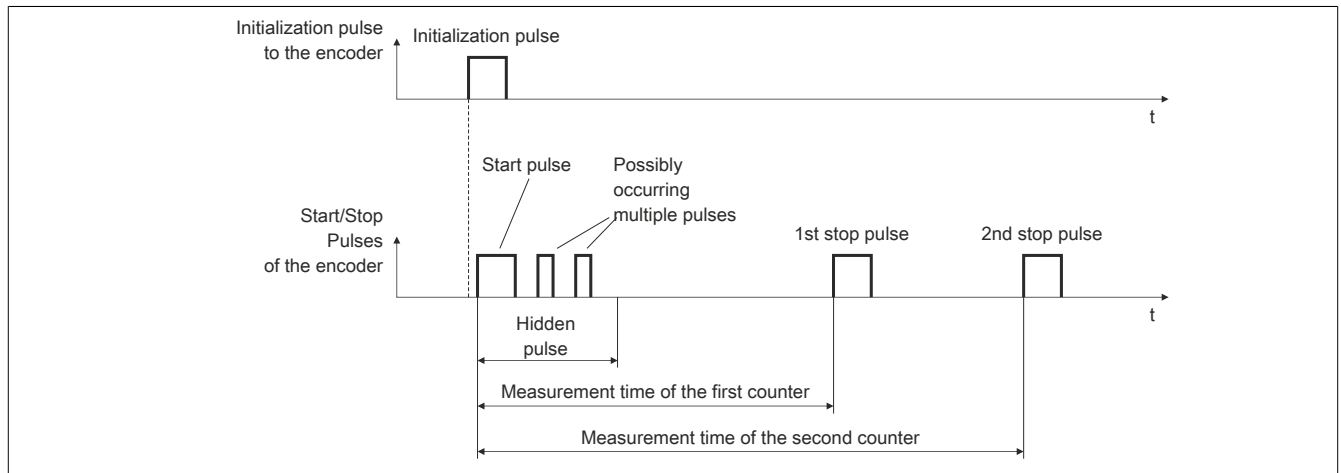 Initialization pulse
to the encoder
Initialization pulse
t
Start pulse
Possibly
occurring
multiple pulses
Start/Stop
Pulses
of the encoder
1st stop pulse
2nd stop pulse
t
Hidden
pulse
Measurement time of the first counter
Measurement time of the second counter